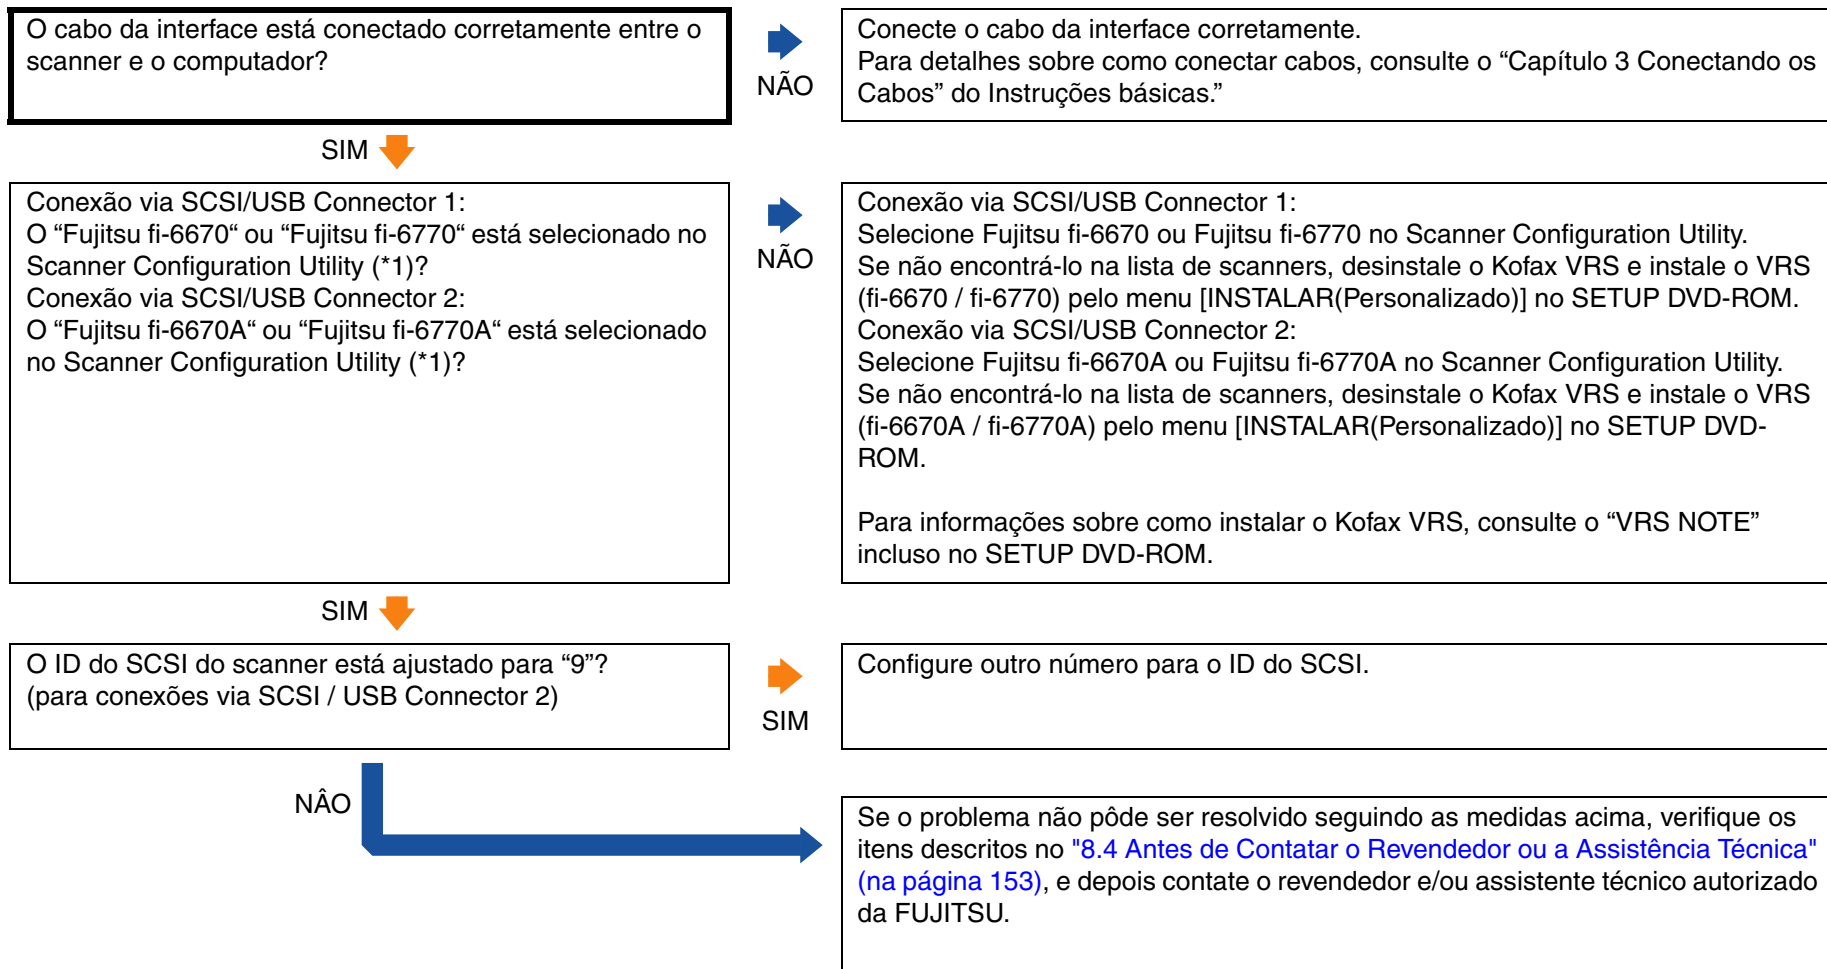 O cabo da interface está conectado corretamente entre o
scanner e o computador?
NÃO
Conecte o cabo da interface corretamente.
Para detalhes sobre como conectar cabos, consulte o “Capítulo 3 Conectando os
Cabos” do Instruções básicas.”
SIM
Conexão via SCSI/USB Connector 1:
O “Fujitsu fi-6670“ ou “Fujitsu fi-6770“ está selecionado no
Scanner Configuration Utility (*1)?
Conexão via SCSI/USB Connector 2:
O “Fujitsu fi-6670A“ ou “Fujitsu fi-6770A“ está selecionado
no Scanner Configuration Utility (*1)?
NÃO
Conexão via SCSI/USB Connector 1:
Selecione Fujitsu fi-6670 ou Fujitsu fi-6770 no Scanner Configuration Utility.
Se não encontrá-lo na lista de scanners, desinstale o Kofax VRS e instale o VRS
(fi-6670 / fi-6770) pelo menu [INSTALAR(Personalizado)] no SETUP DVD-ROM.
Conexão via SCSI/USB Connector 2:
Selecione Fujitsu fi-6670A ou Fujitsu fi-6770A no Scanner Configuration Utility.
Se não encontrá-lo na lista de scanners, desinstale o Kofax VRS e instale o VRS
(fi-6670A / fi-6770A) pelo menu [INSTALAR(Personalizado)] no SETUP DVD-
ROM.
Para informações sobre como instalar o Kofax VRS, consulte o “VRS NOTE”
incluso no SETUP DVD-ROM.
SIM
O ID do SCSI do scanner está ajustado para “9”?
(para conexões via SCSI / USB Connector 2)
SIM
Configure outro número para o ID do SCSI.
NÂO
Se o problema não pôde ser resolvido seguindo as medidas acima, verifique os
itens descritos no "8.4 Antes de Contatar o Revendedor ou a Assistência Técnica"
(na página 153), e depois contate o revendedor e/ou assistente técnico autorizado
da FUJITSU.